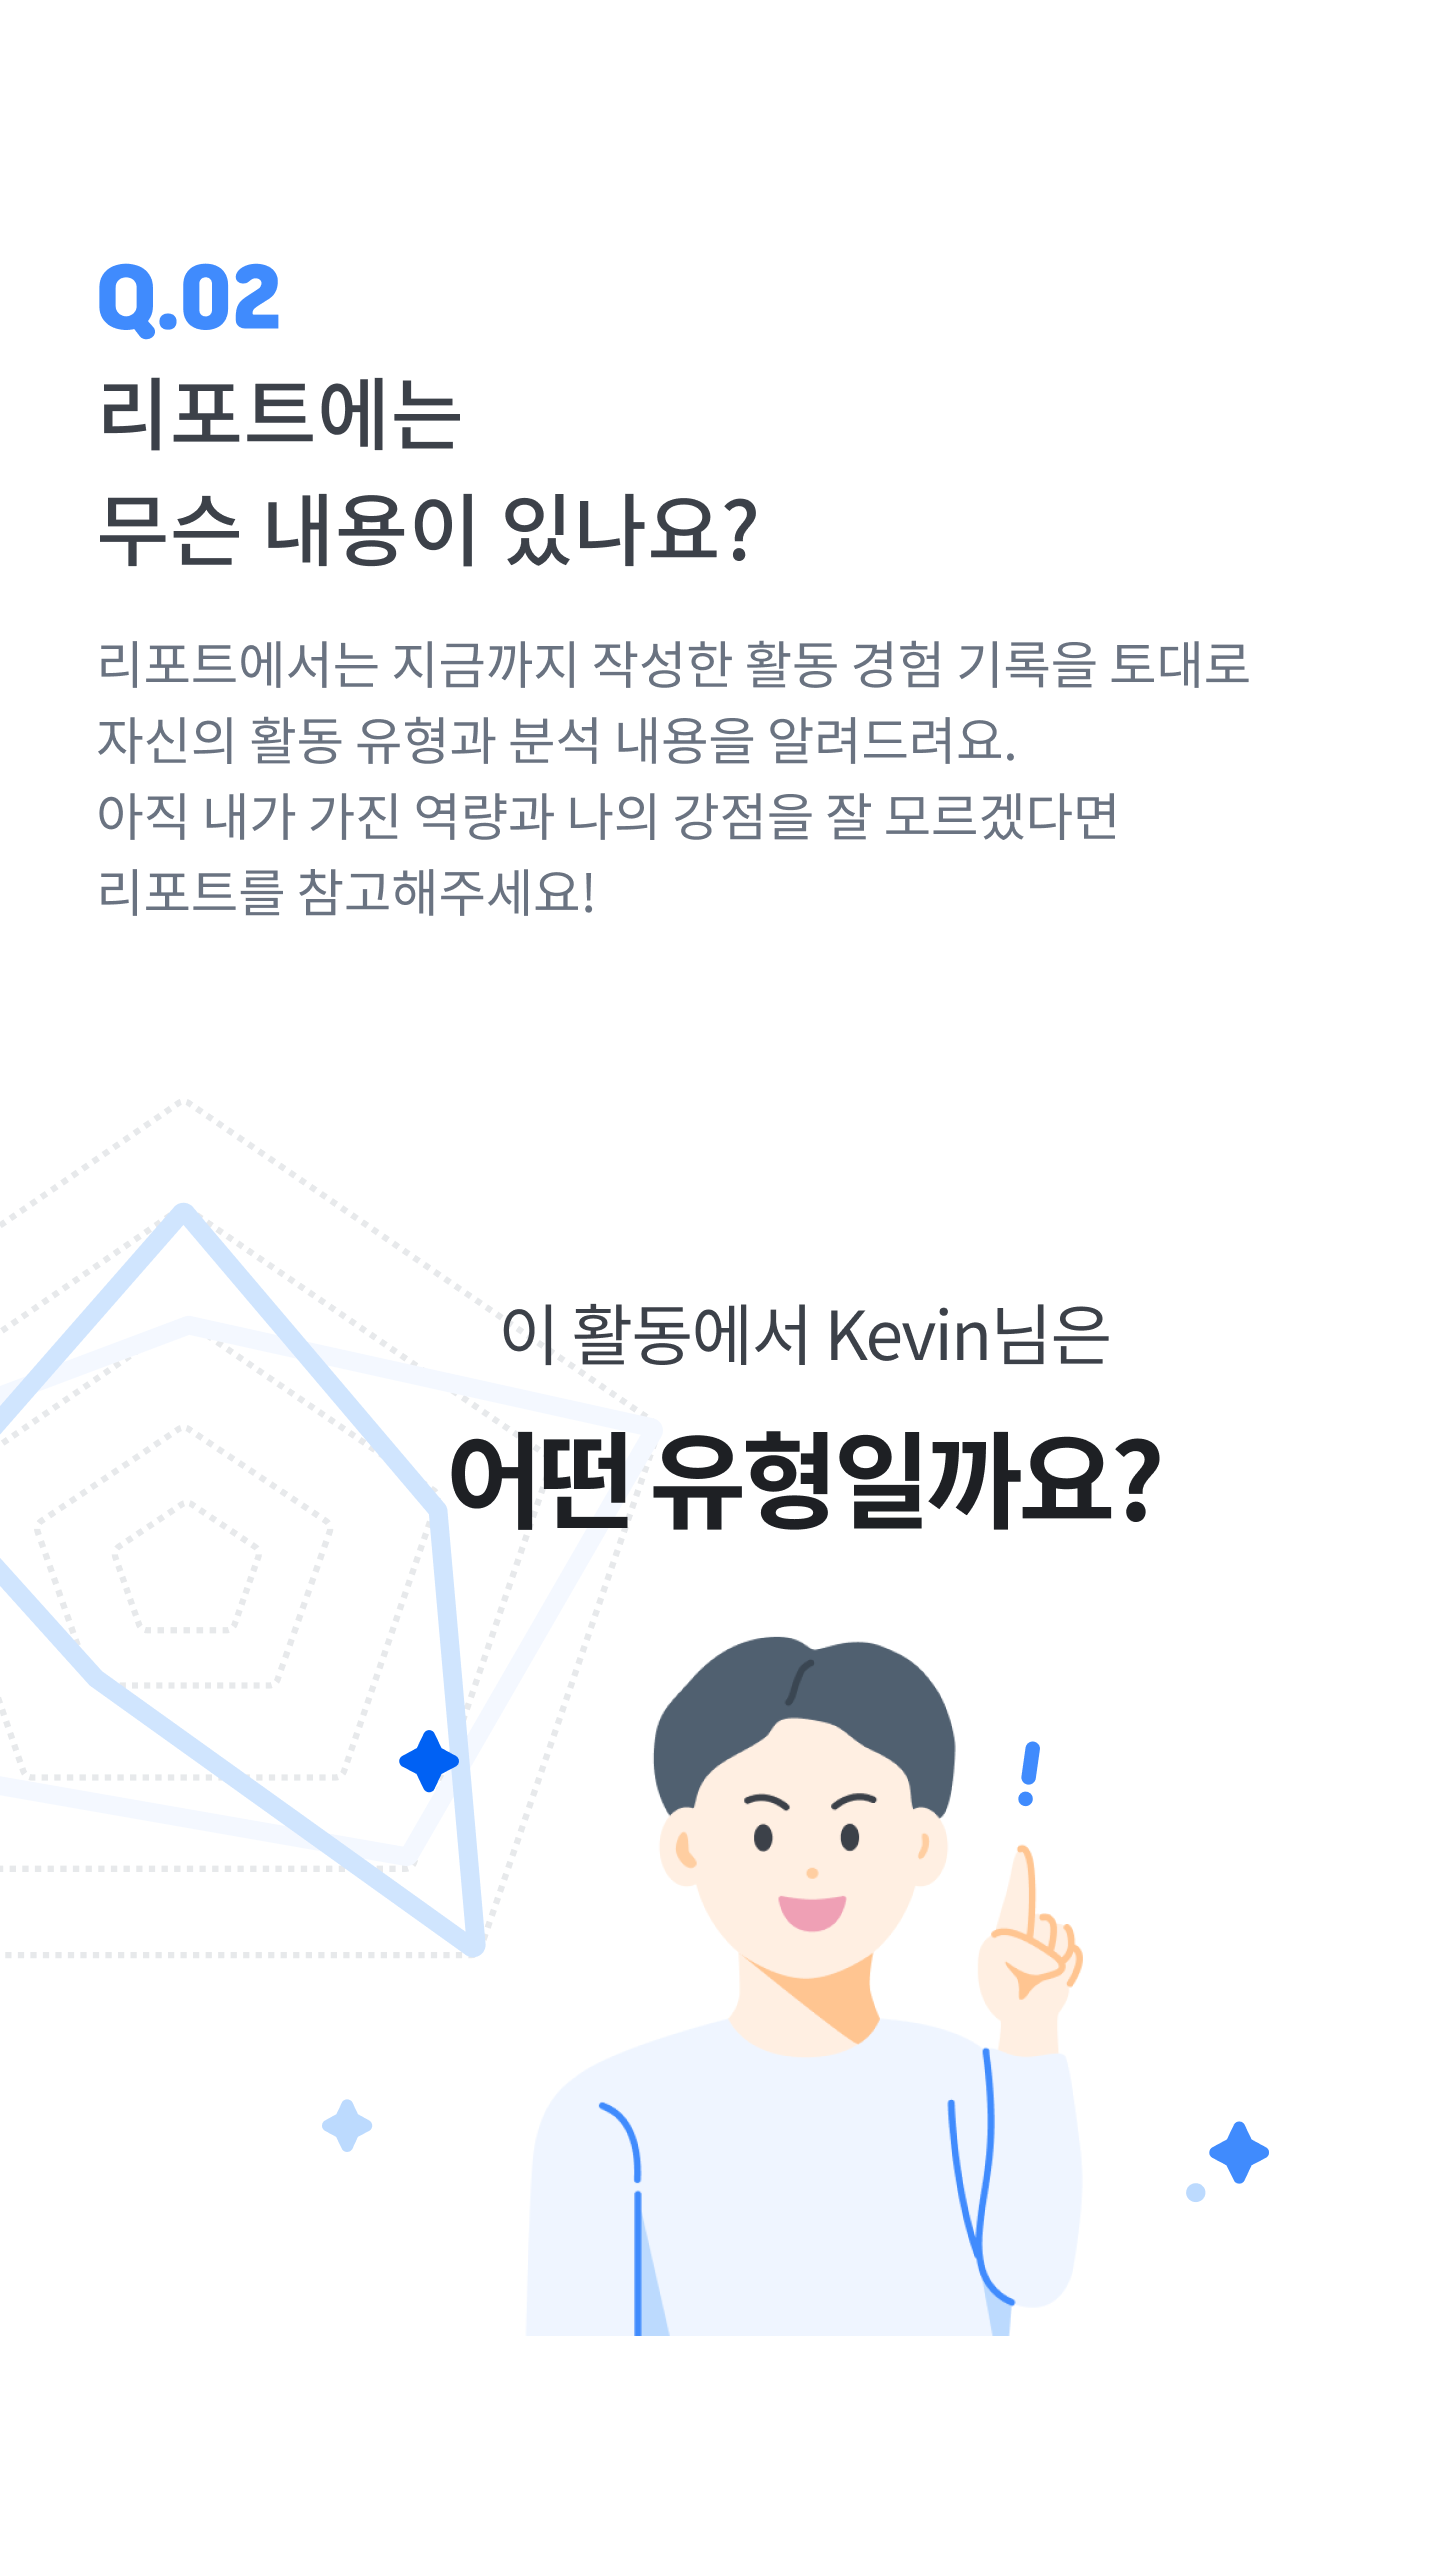 Q.02
리포트에는
무슨 내용이 있나요?
리포트에서는 지금까지 작성한 활동 경험 기록을 토대로
자신의 활동 유형과 분석 내용을 알려드려요.
아직 내가 가진 역량과 나의 강점을 잘 모르겠다면
리포트를 참고해주세요!
이 활동에서 Kevin님은
어떤 유형일까요?
!